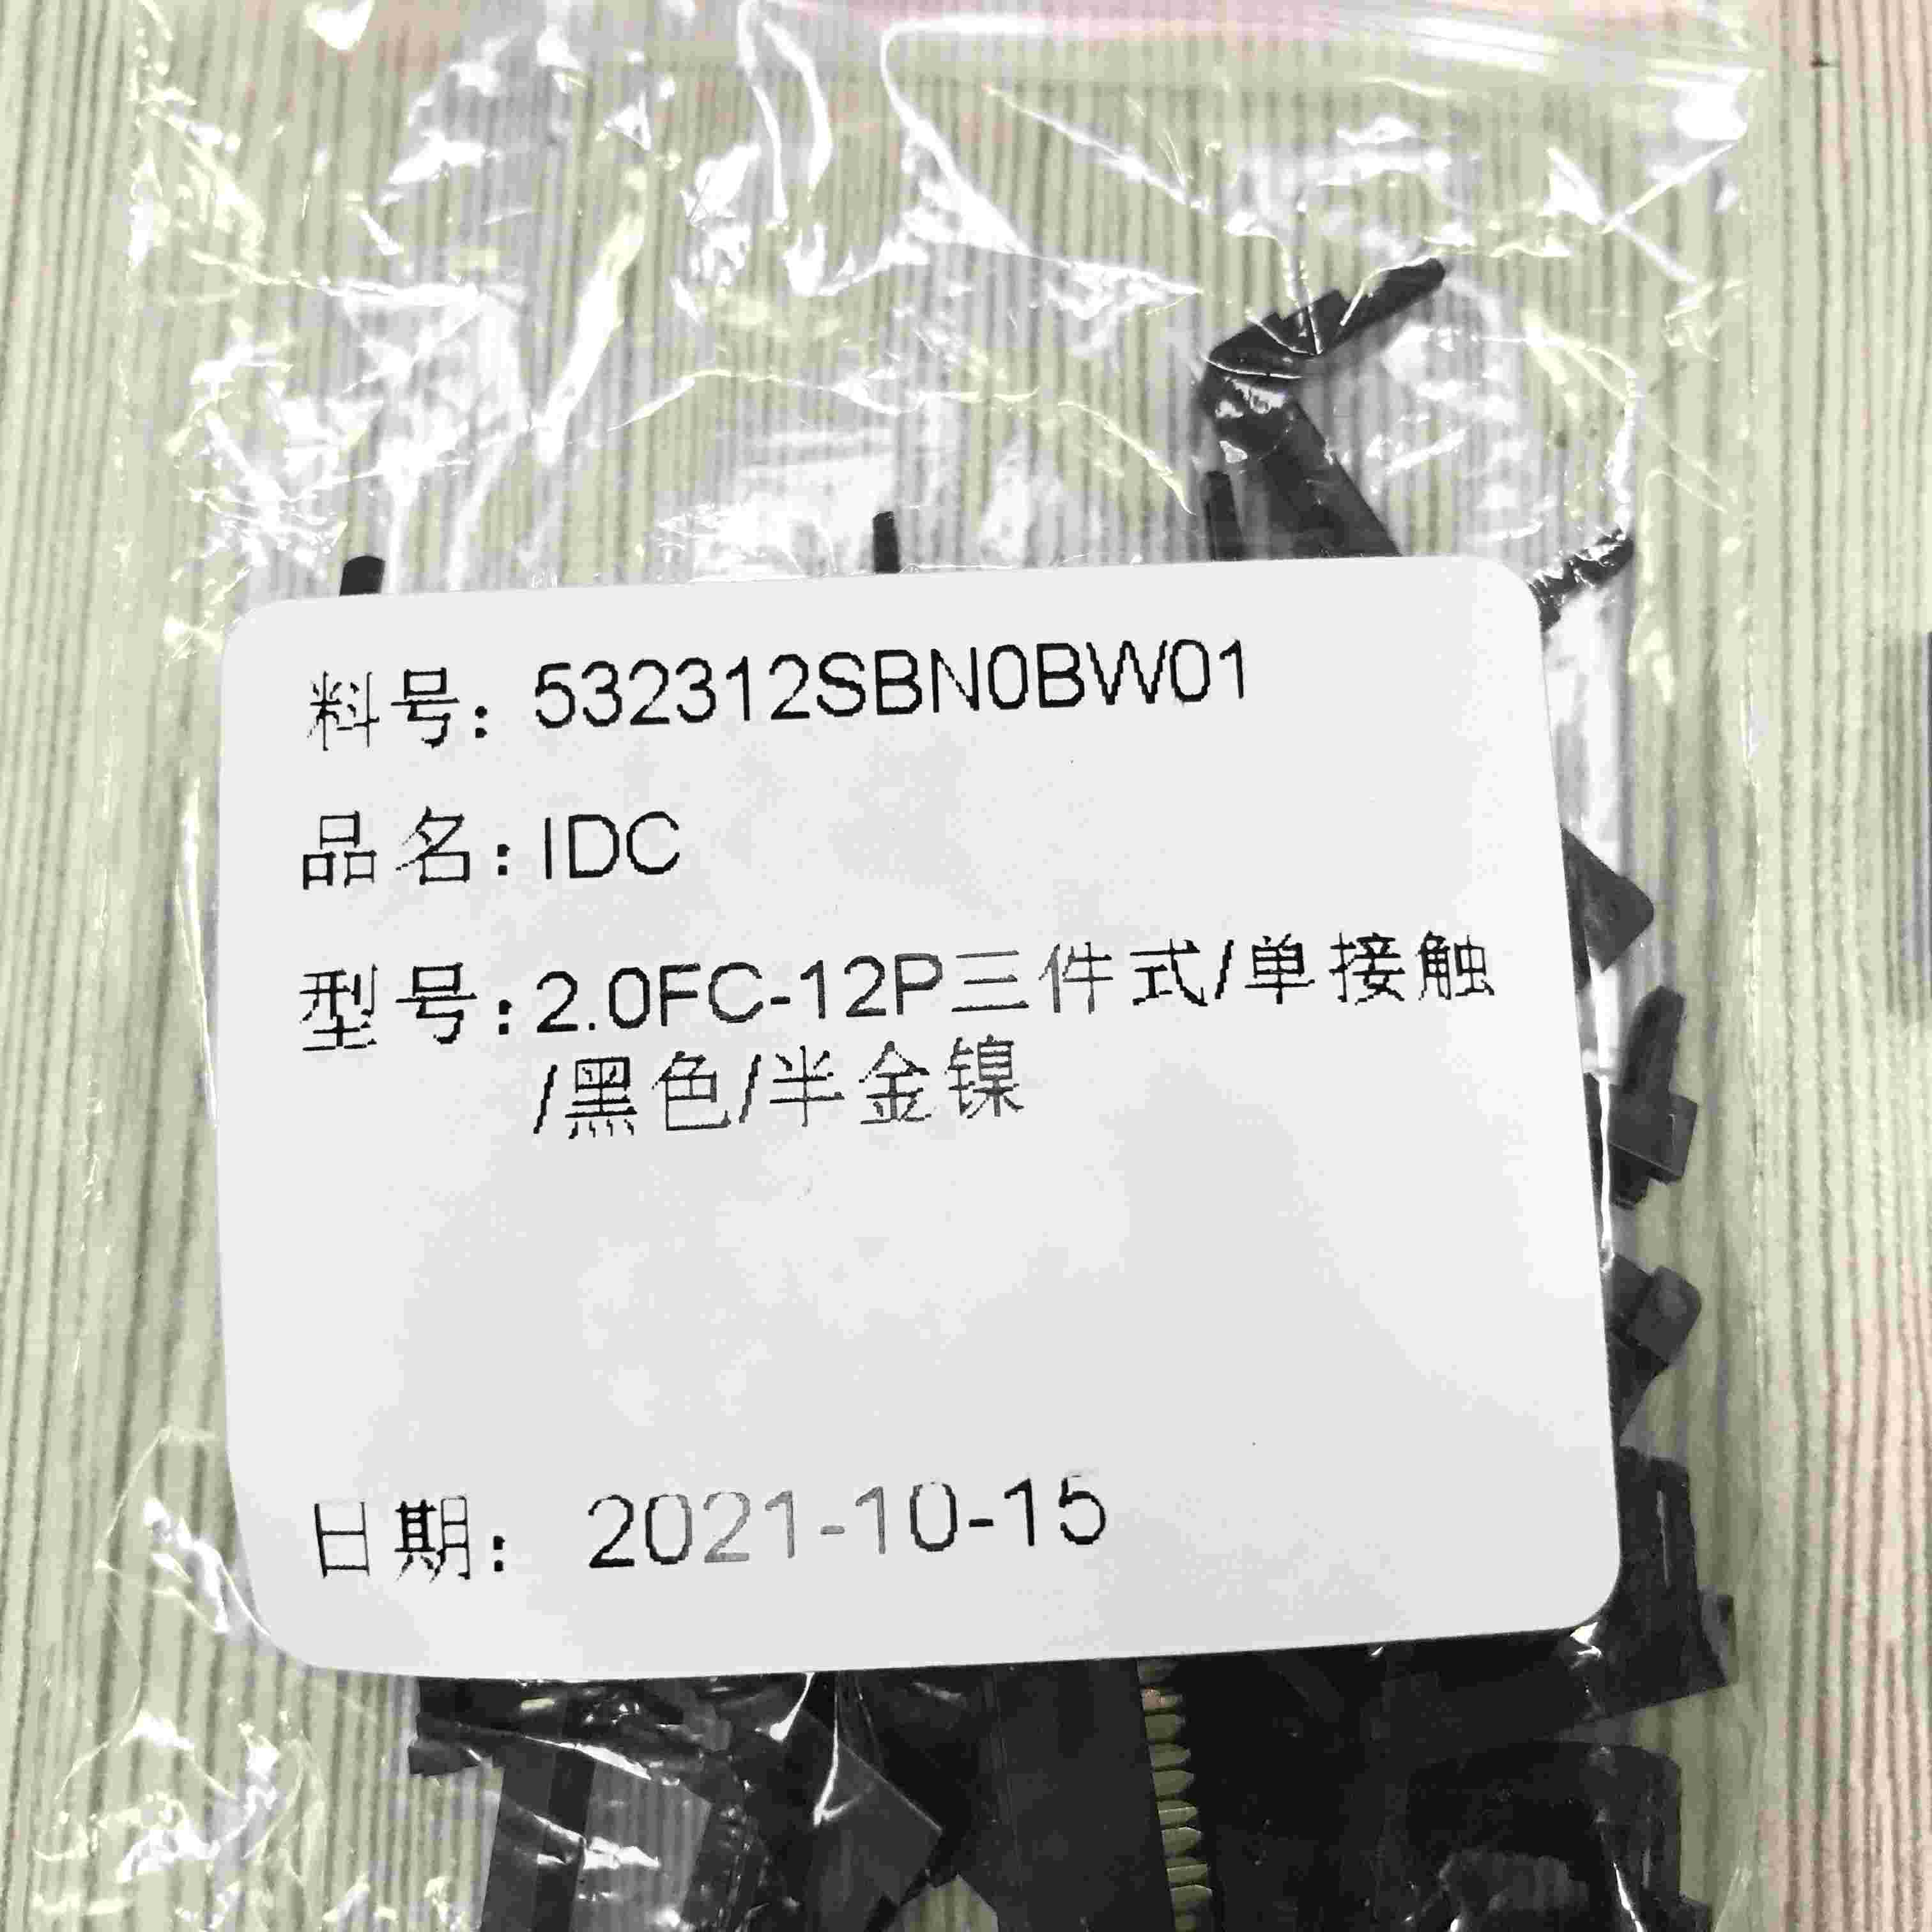 料号：532312SBN0BW01
品名：IDC
型号：2.0FC-12P三件式/单接触
/黑色/半金镍
日期：2021-10-15